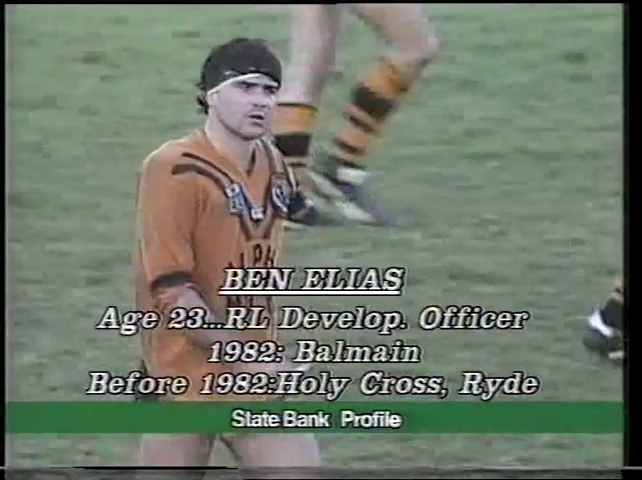 BEN ELIAS
Age 23...RL Develop. Officer
1982: Balmain
Before 1982:Holy Cross, Ryde
State Bank Profile